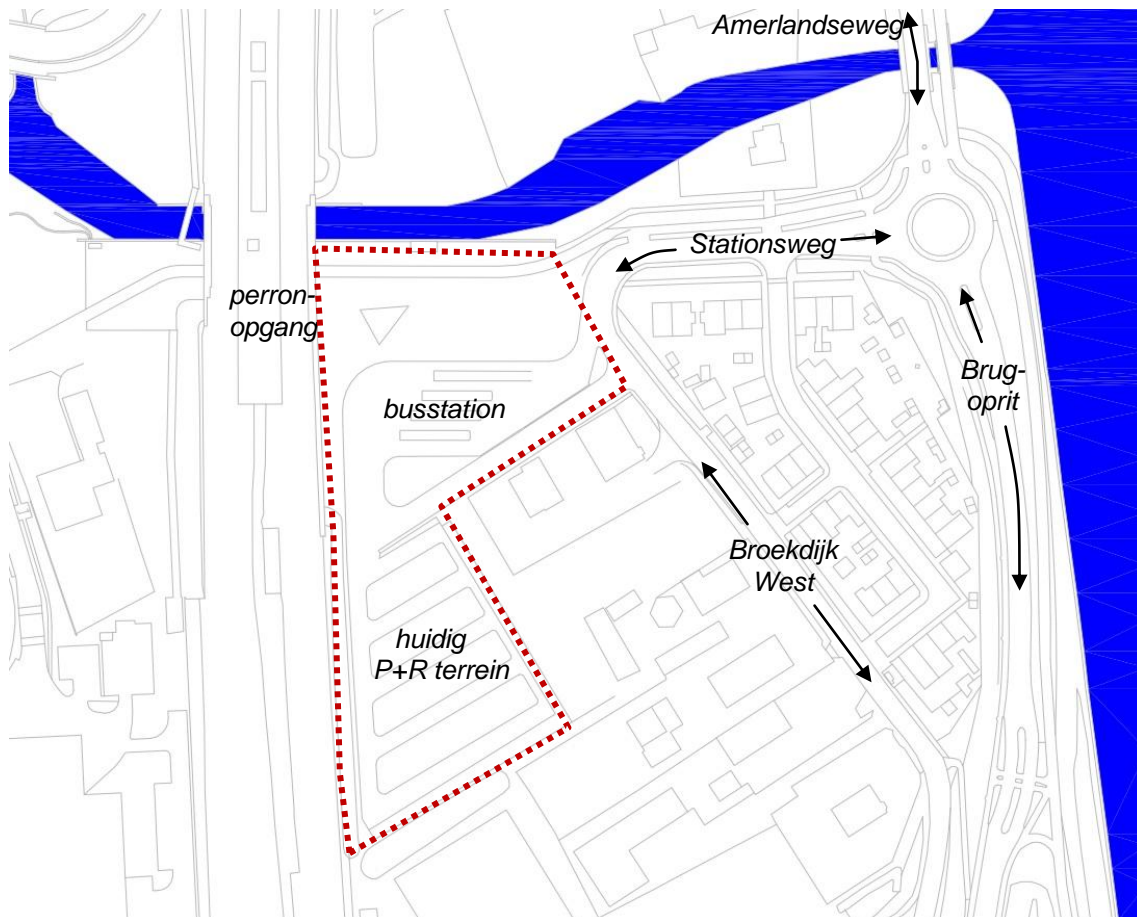 Amerlandseweg
Stationsweg
perron-
opgang
busstation
Brug-
oprit
Broekdijk
West
huidig
P+R terrein